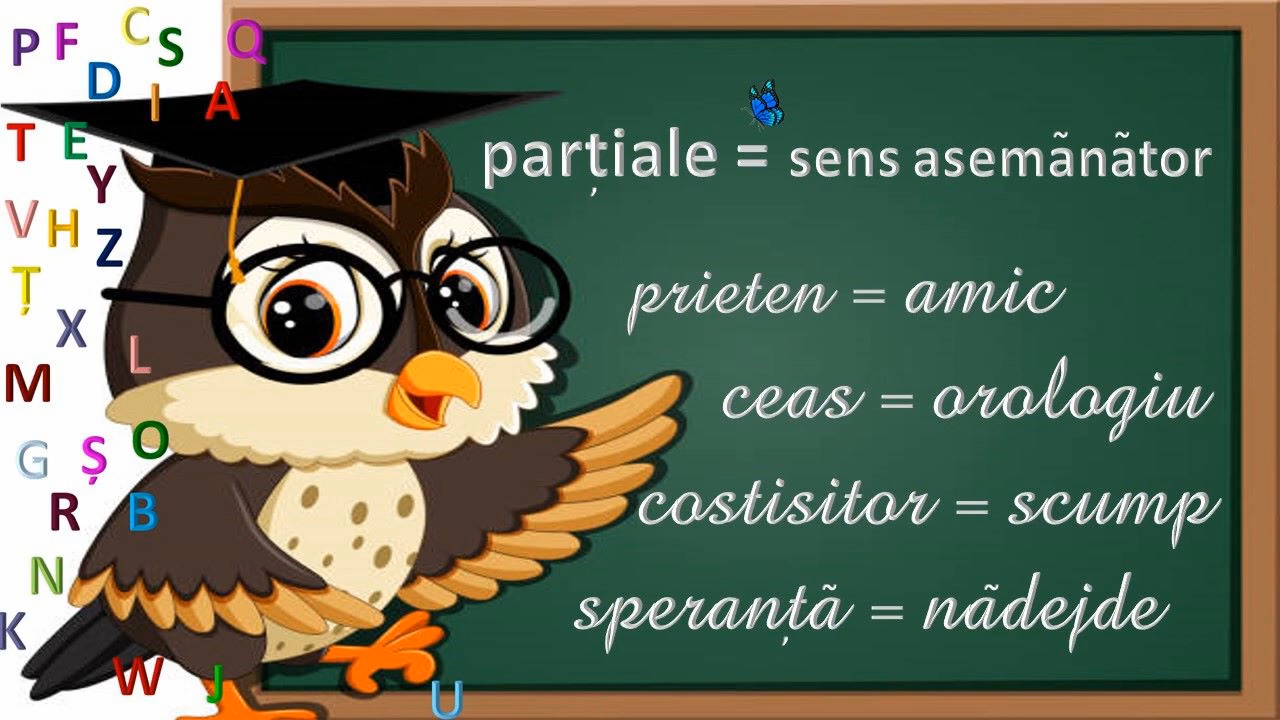 P F C S Q
D I A
T E
Y
V H Z
Ț
X L
M
G Ș O
R B
N
K
W J U
parțiale = sens asemãnãtor
prieten = amic
ceas = orologiu
costisitor = scump
speranțã = nãdejde